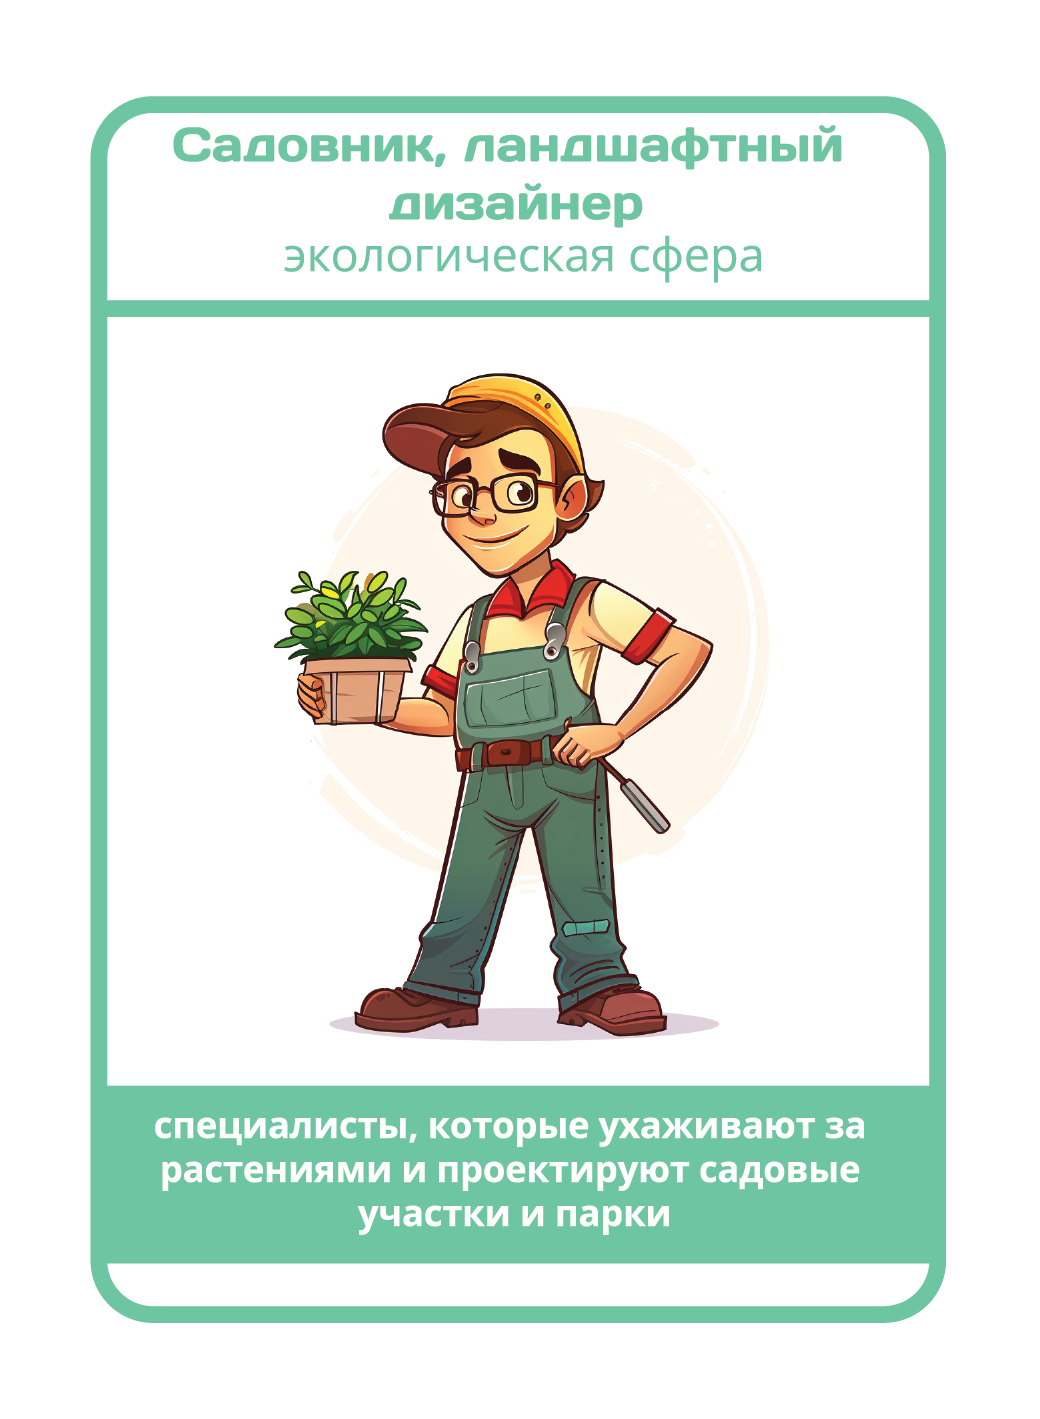 Садовник, ландшафтный
дизайнер
экологическая сфера
специалисты, которые ухаживают за
растениями и проектируют садовые
участки и парки